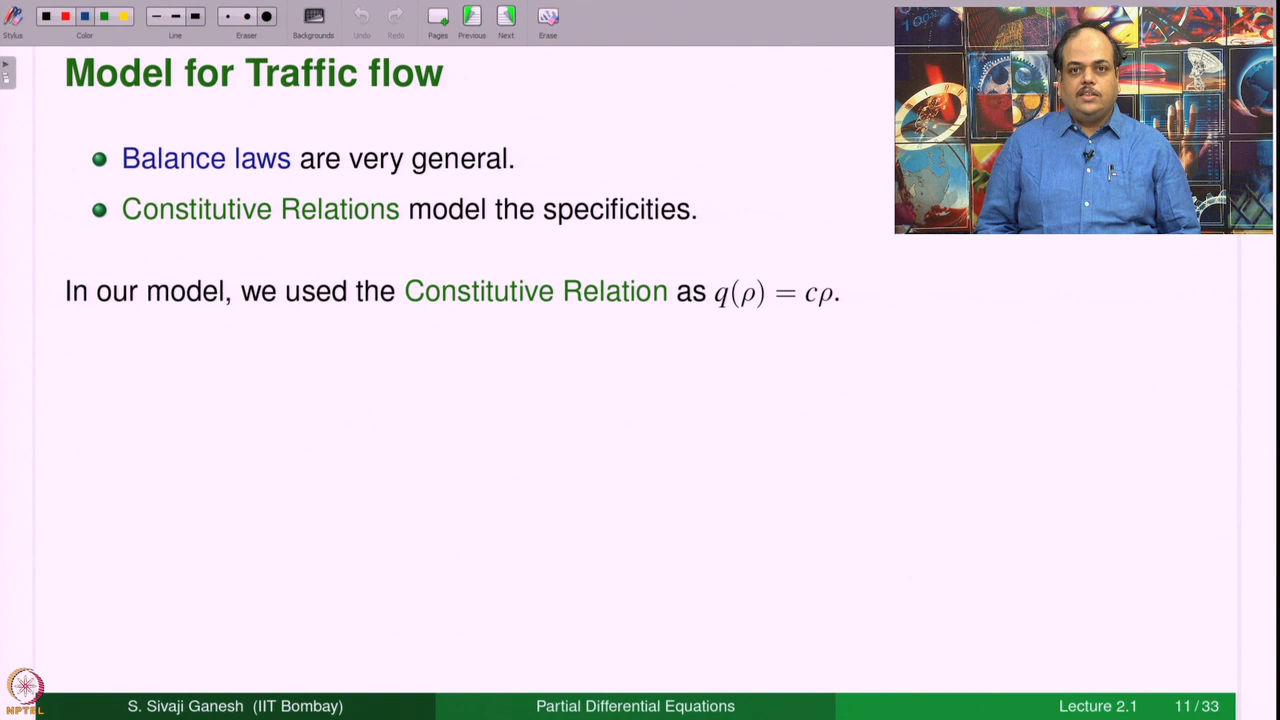 Stylus
Color
Line
Eraser
Backgrounds
Undo
Redo
Pages
Previous
Next
Erase
Model for Traffic flow
Balance laws are very general.
Constitutive Relations model the specificities.
In our model, we used the Constitutive Relation as q(ρ) = cρ.
NPTEL
S. Sivaji Ganesh (IIT Bombay)
Partial Differential Equations
Lecture 2.1
11/33